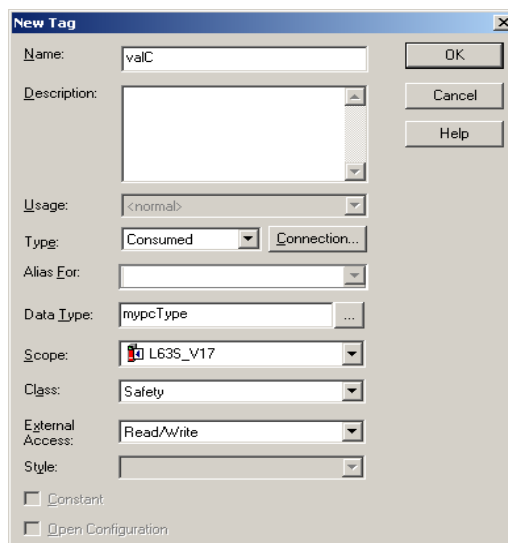 New Tag
Name: valC OK
Description: Cancel
Help
Usage: <normal>
Type: Consumed Connection...
Alias For:
Data Type: mypcType ...
Scope: L63S_V17
Class: Safety
External Access: Read/Write
Style:
Constant
Open Configuration